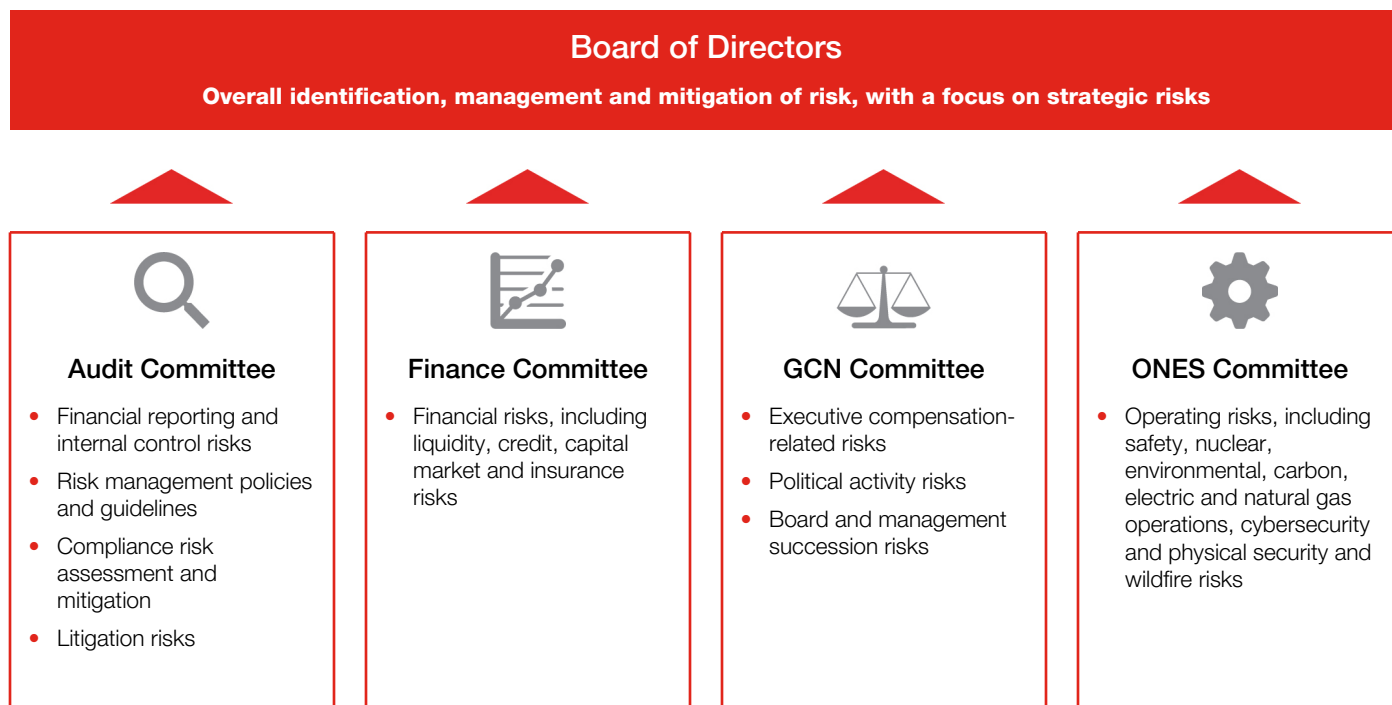 Board of Directors
Overall identification, management and mitigation of risk, with a focus on strategic risks
Audit Committee
• Financial reporting and
internal control risks
• Risk management policies
and guidelines
• Compliance risk
assessment and
mitigation
• Litigation risks
Finance Committee
• Financial risks, including
liquidity, credit, capital
market and insurance
risks
GCN Committee
• Executive compensation-
related risks
• Political activity risks
• Board and management
succession risks
ONES Committee
• Operating risks, including
safety, nuclear,
environmental, carbon,
electric and natural gas
operations, cybersecurity
and physical security and
wildfire risks